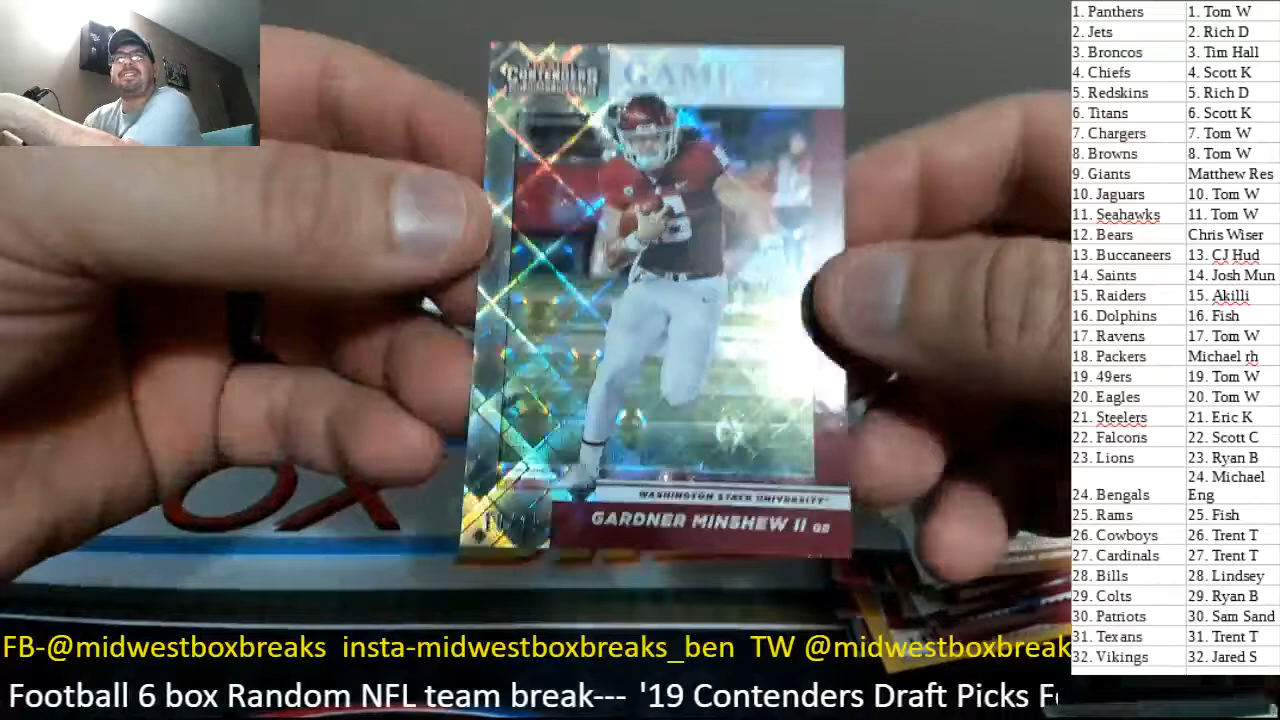 CONTENDERS
GAME
WASHINGTON STATE UNIVERSITY
GARDNER MINSHEW II QB
OX
1. Panthers 1. Tom W
2. Jets 2. Rich D
3. Broncos 3. Tim Hall
4. Chiefs 4. Scott K
5. Redskins 5. Rich D
6. Titans 6. Scott K
7. Chargers 7. Tom W
8. Browns 8. Tom W
9. Giants Matthew Res
10. Jaguars 10. Tom W
11. Seahawks 11. Tom W
12. Bears Chris Wiser
13. Buccaneers 13. CJ Hud
14. Saints 14. Josh Mun
15. Raiders 15. Akilli
16. Dolphins 16. Fish
17. Ravens 17. Tom W
18. Packers Michael rh
19. 49ers 19. Tom W
20. Eagles 20. Tom W
21. Steelers 21. Eric K
22. Falcons 22. Scott C
23. Lions 23. Ryan B
24. Michael
24. Bengals Eng
25. Rams 25. Fish
26. Cowboys 26. Trent T
27. Cardinals 27. Trent T
28. Bills 28. Lindsey
29. Colts 29. Ryan B
30. Patriots 30. Sam Sand
31. Texans 31. Trent T
32. Vikings 32. Jared S
FB-@midwestboxbreaks insta-midwestboxbreaks_ben TW @midwestboxbreak
Football 6 box Random NFL team break--- '19 Contenders Draft Picks F